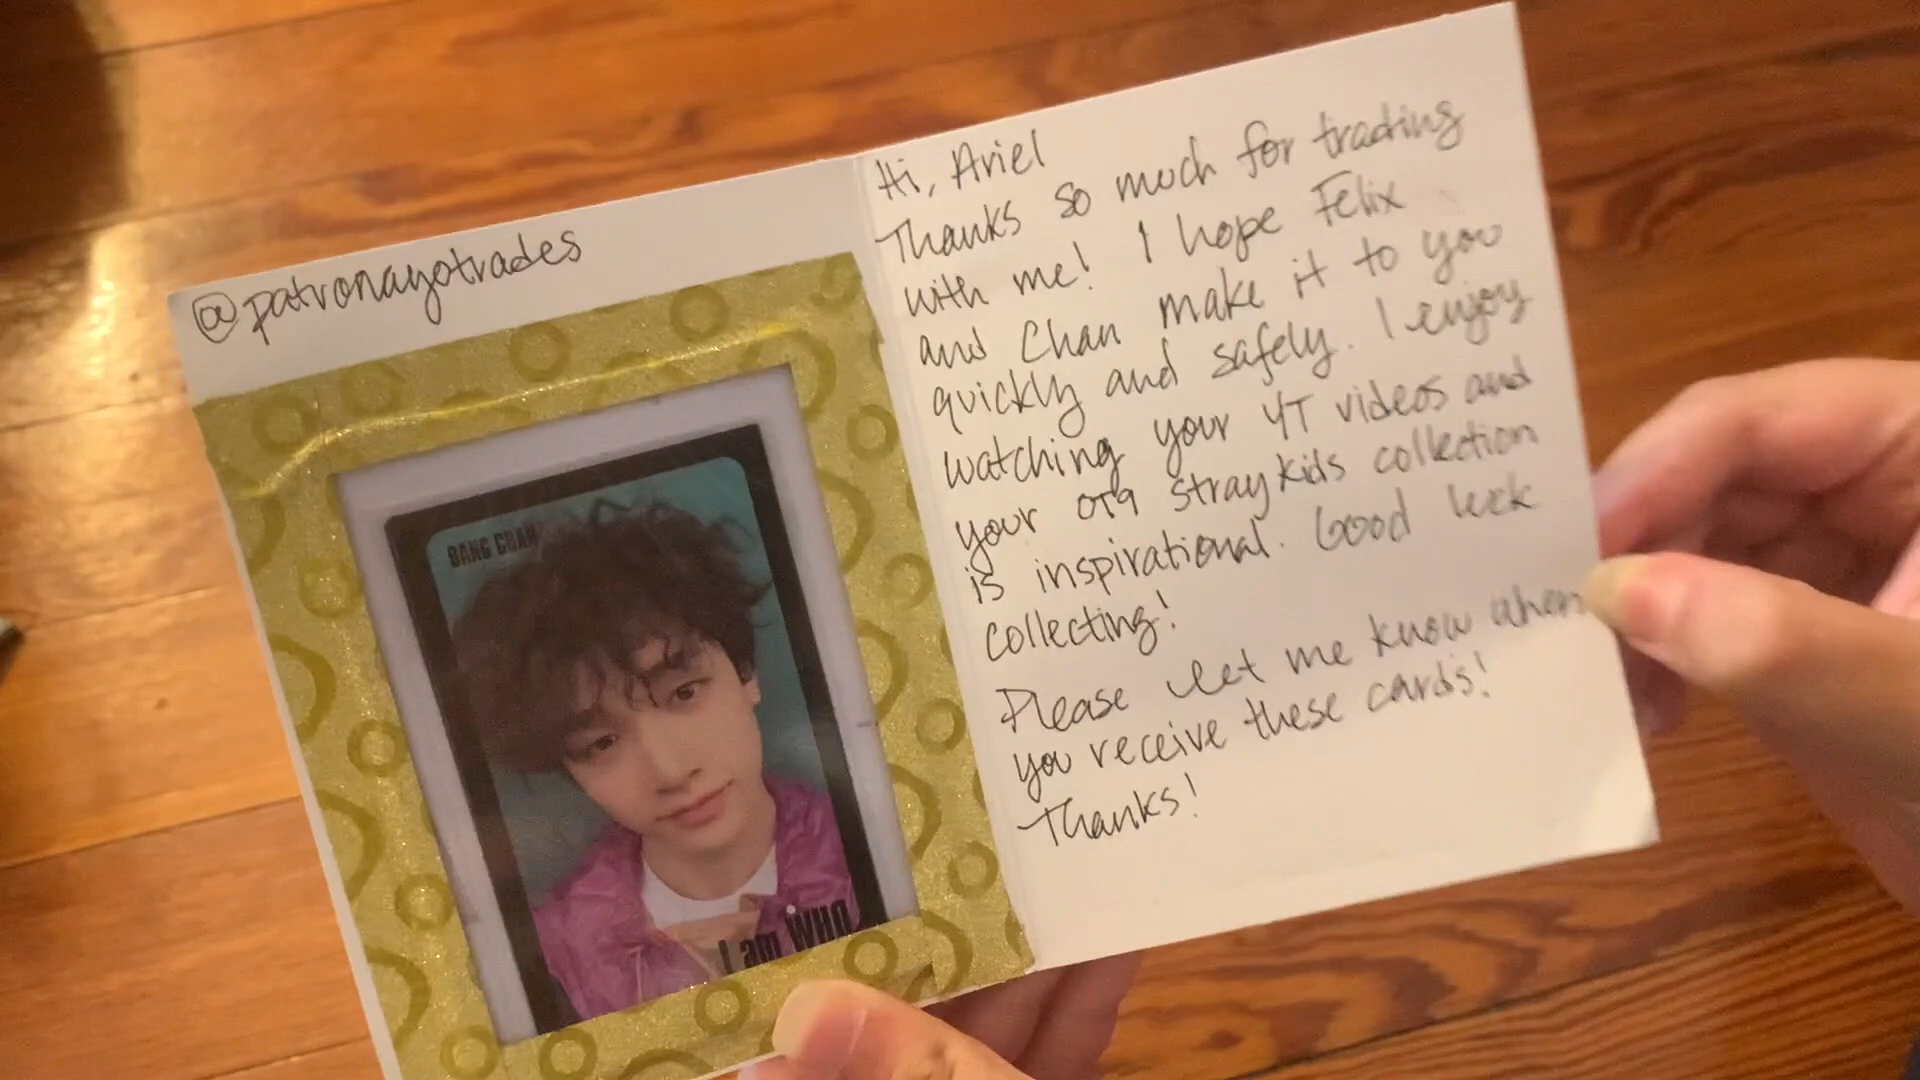 @patronayotrades
BANG CHAN
I am WHO
Hi, Ariel
Thanks so much for trading
with me! I hope Felix
and Chan make it to you
quickly and safely. I enjoy
watching your YT videos and
your OT9 Stray Kids collection
is inspirational. Good luck
collecting!
Please let me know when
you receive these cards!
Thanks!